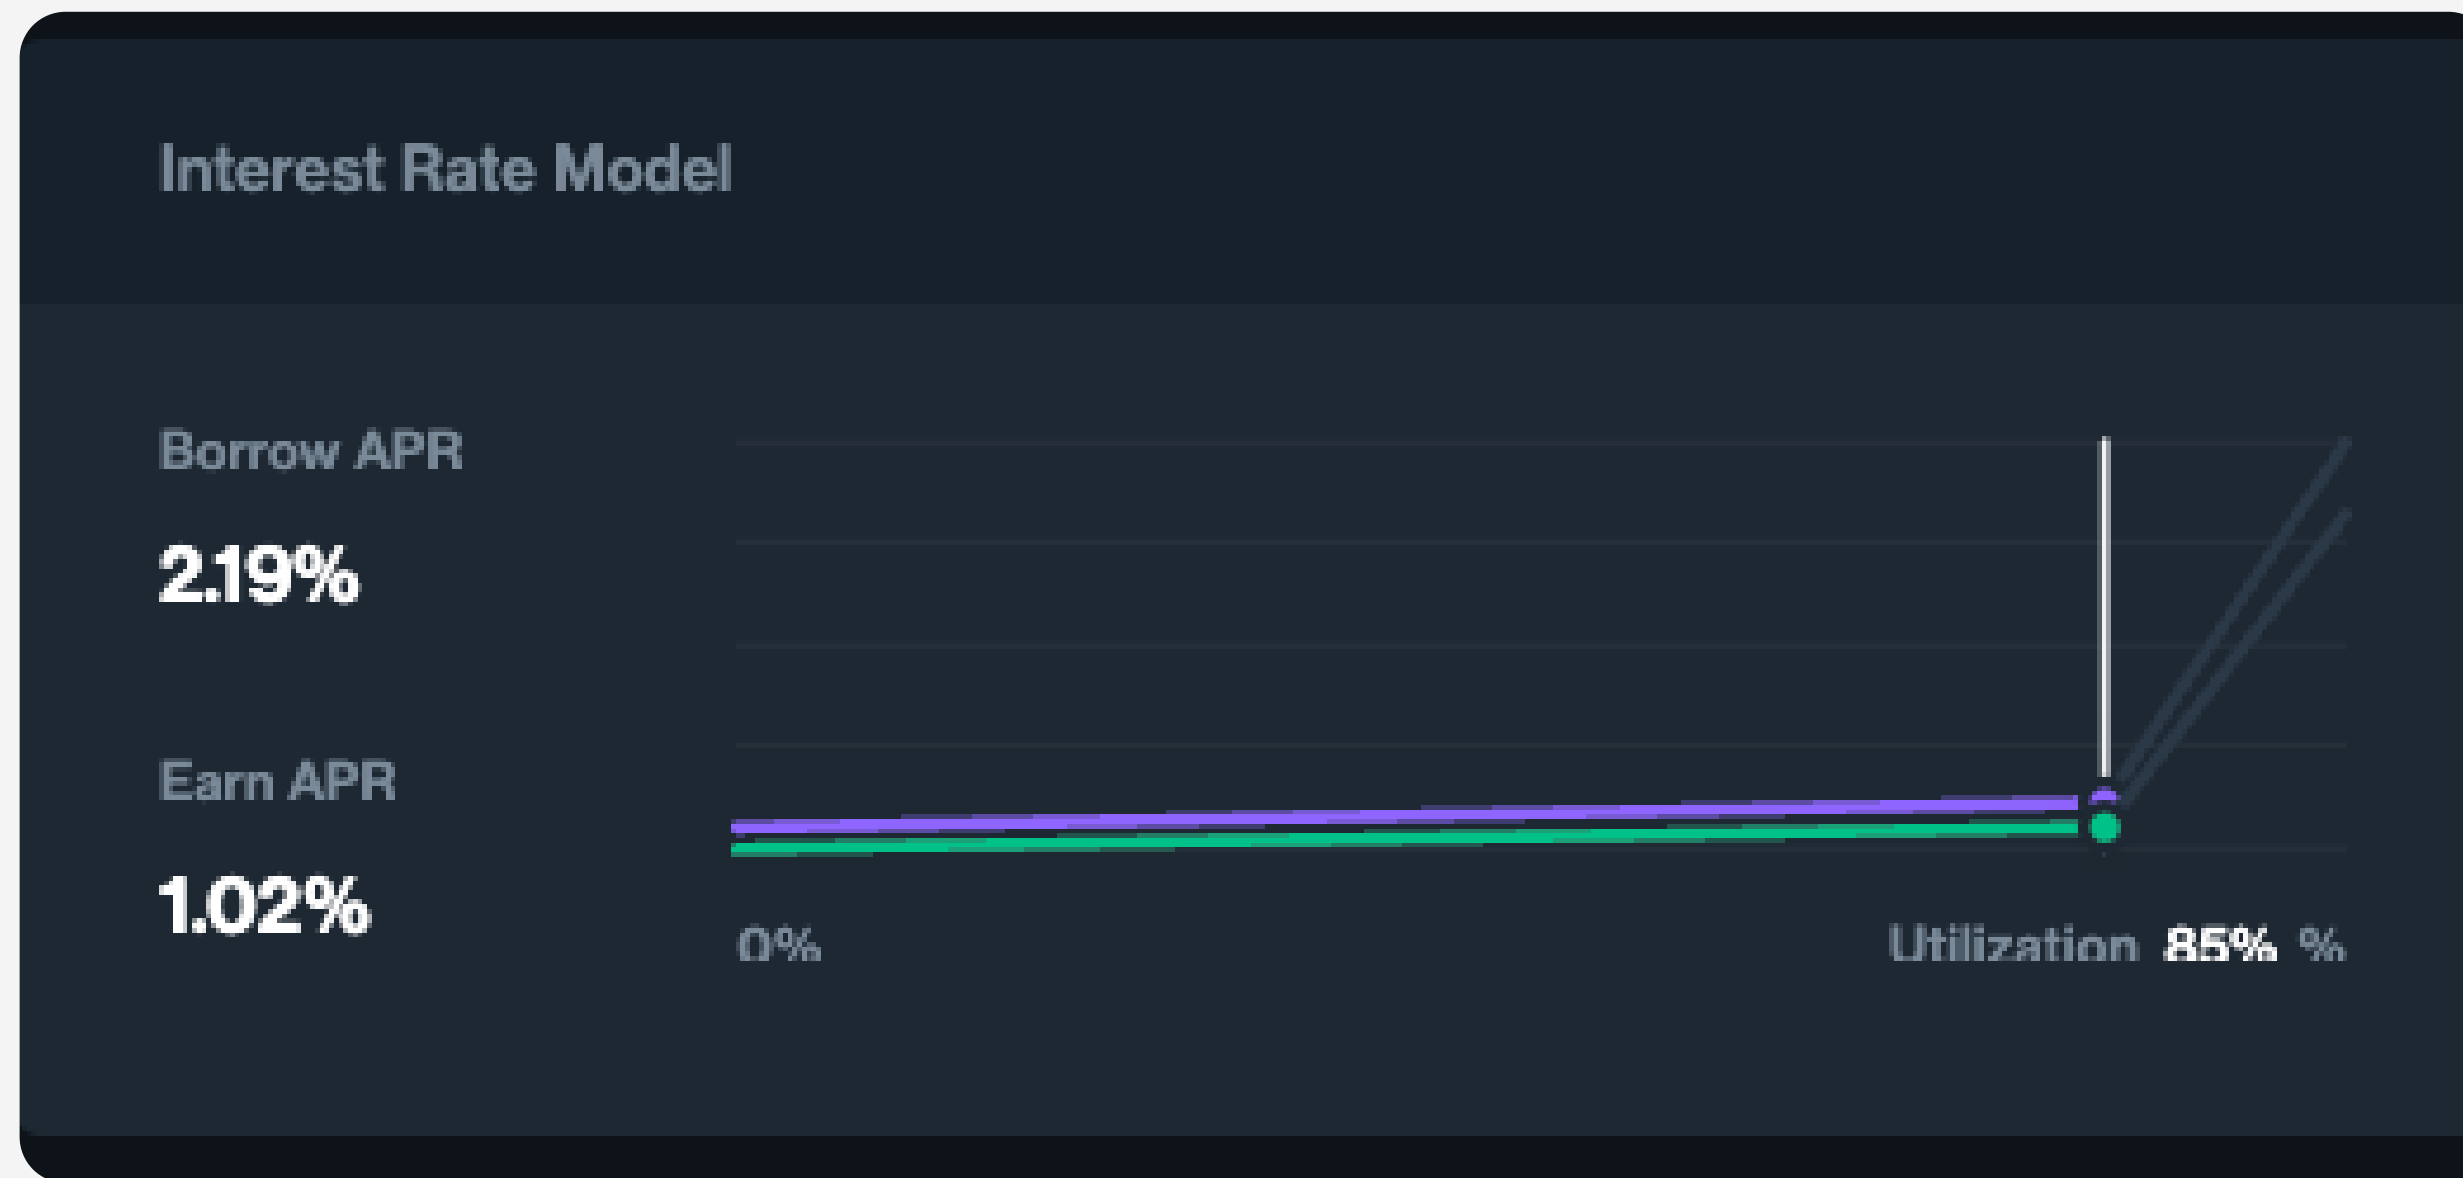 Interest Rate Model
Borrow APR
2.19%
Earn APR
1.02%
0%
Utilization 85% %